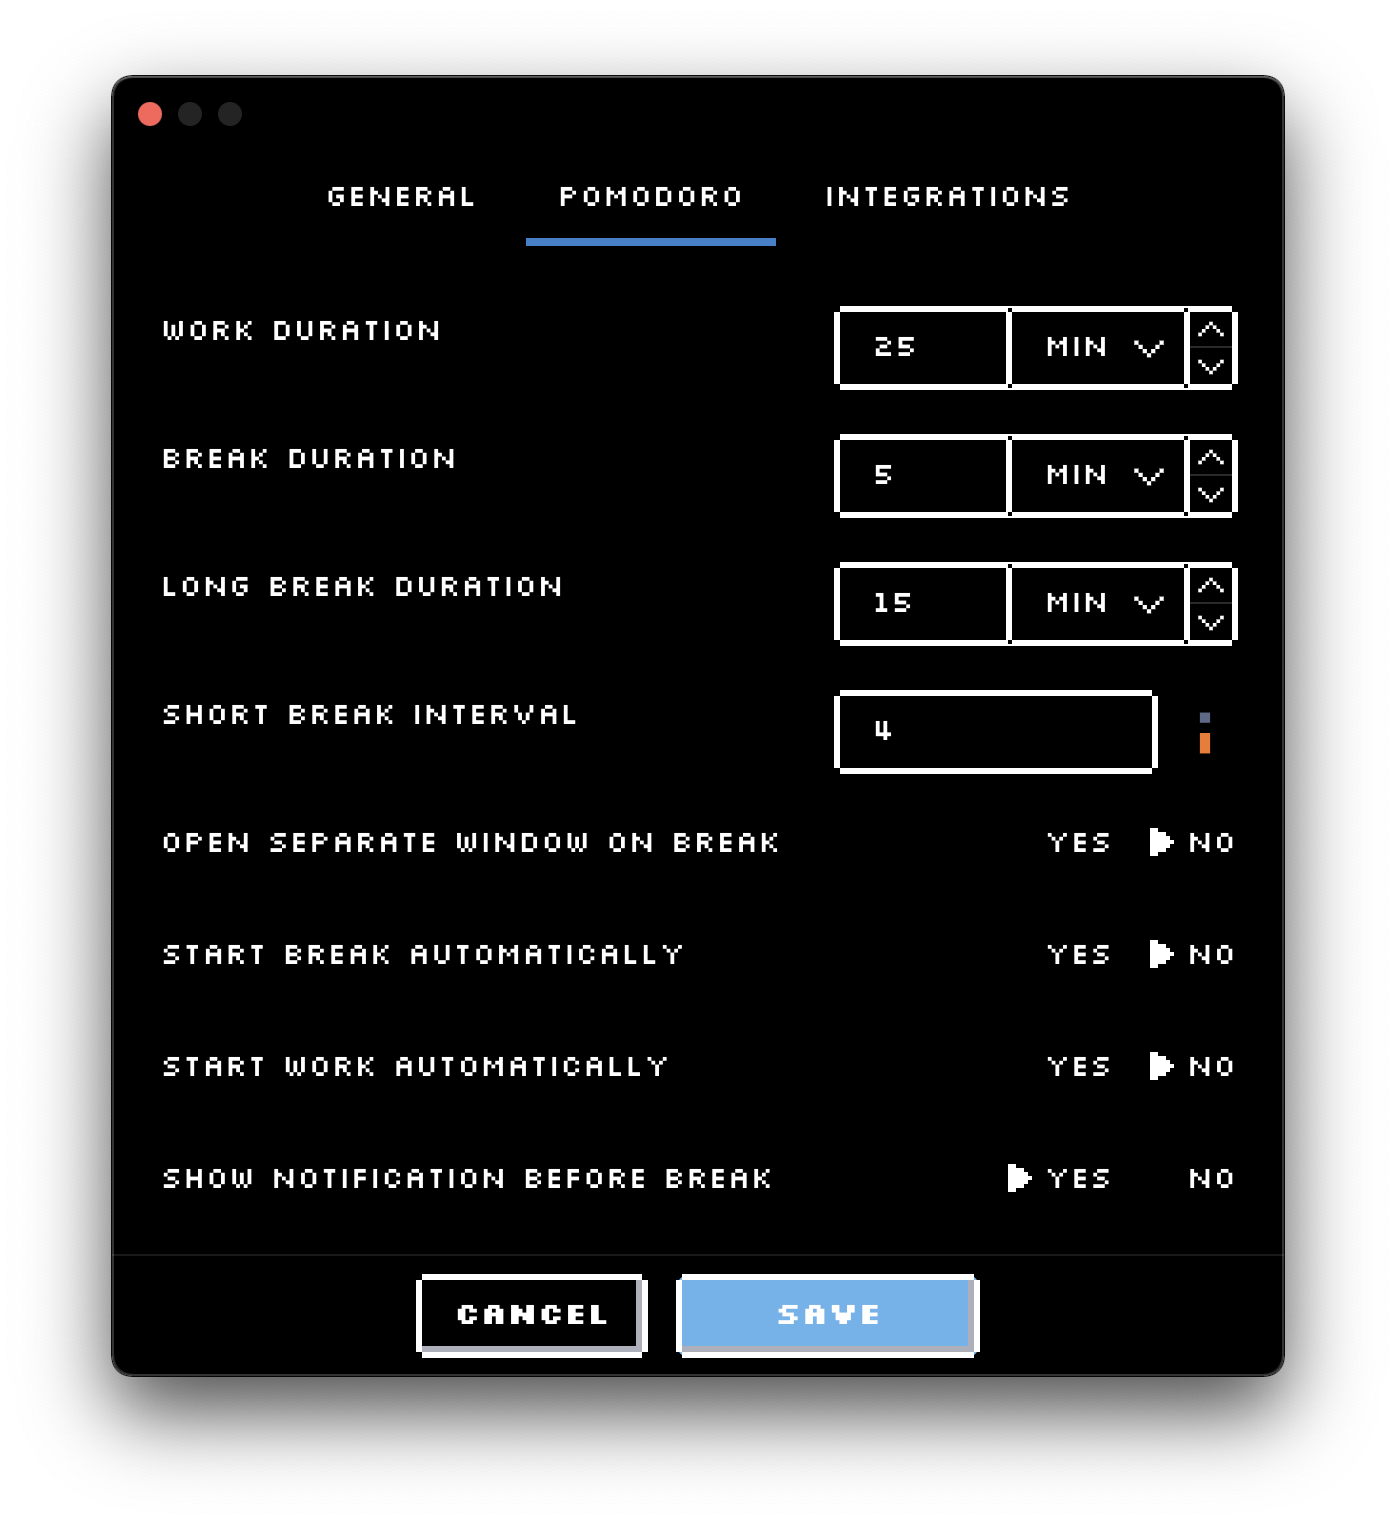 GENERAL POMODORO INTEGRATIONS
WORK DURATION 25 MIN
BREAK DURATION 5 MIN
LONG BREAK DURATION 15 MIN
SHORT BREAK INTERVAL 4
OPEN SEPARATE WINDOW ON BREAK YES NO
START BREAK AUTOMATICALLY YES NO
START WORK AUTOMATICALLY YES NO
SHOW NOTIFICATION BEFORE BREAK YES NO
CANCEL SAVE